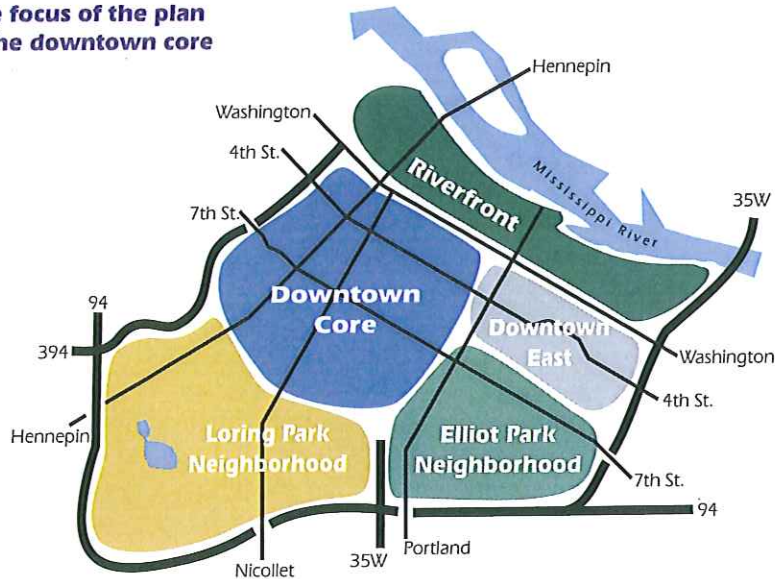 focus of the plan
he downtown core
Hennepin
Washington
4th St.
7th St.
Riverfront
Mississippi River
35W
94
394
Downtown
Core
Downtown
East
Washington
4th St.
Hennepin
Loring Park
Neighborhood
Elliot Park
Neighborhood
7th St.
94
35W
Portland
Nicollet